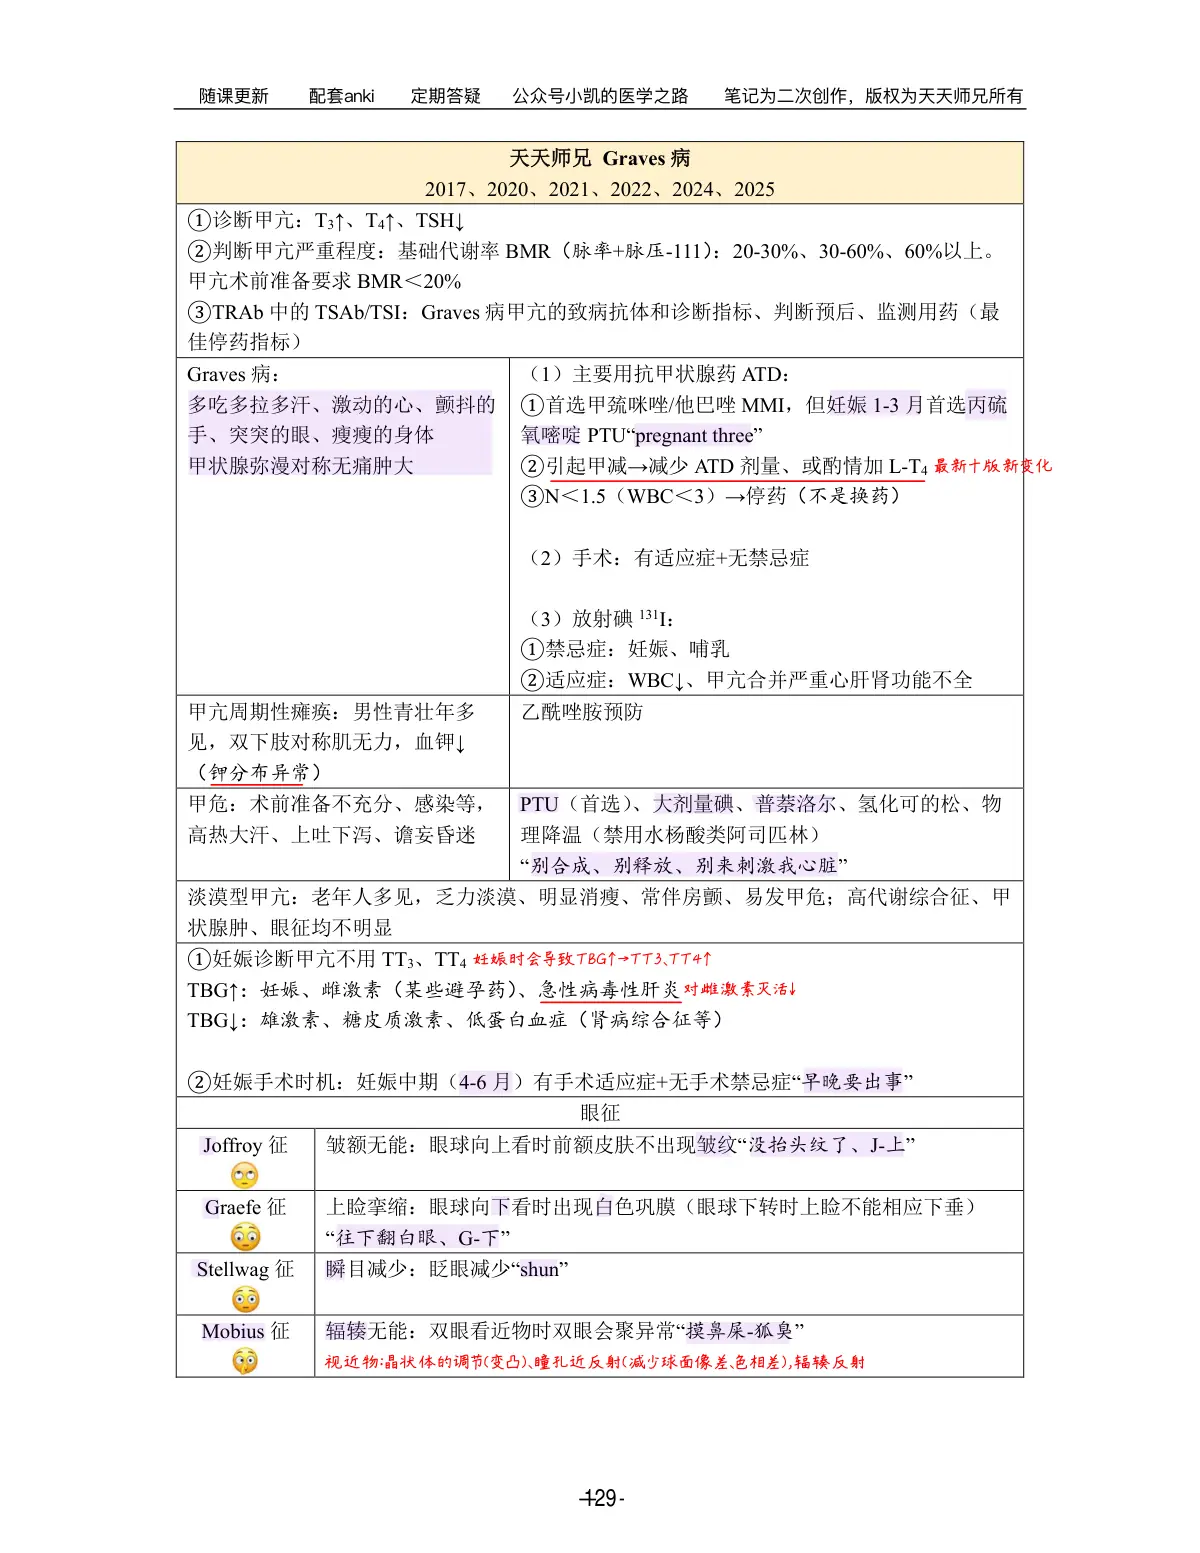 随课更新 配套anki 定期答疑 公众号小凯的医学之路 笔记为二次创作，版权为天天师兄所有
天天师兄 Graves 病
2017、2020、2021、2022、2024、2025
①诊断甲亢：T₃↑、T₄↑、TSH↓
②判断甲亢严重程度：基础代谢率 BMR（脉率+脉压-111）：20-30%、30-60%、60%以上。
甲亢术前准备要求 BMR＜20%
③TRAb 中的 TSAb/TSI：Graves 病甲亢的致病抗体和诊断指标、判断预后、监测用药（最
佳停药指标）
Graves 病：
多吃多拉多汗、激动的心、颤抖的
手、突突的眼、瘦瘦的身体
甲状腺弥漫对称无痛肿大
（1）主要用抗甲状腺药 ATD：
①首选甲巯咪唑/他巴唑 MMI，但妊娠 1-3 月首选丙硫
氧嘧啶 PTU“pregnant three”
②引起甲减→减少 ATD 剂量、或酌情加 L-T₄ 最新十版新变化
③N＜1.5（WBC＜3）→停药（不是换药）
（2）手术：有适应症+无禁忌症
（3）放射碘 ¹³¹I：
①禁忌症：妊娠、哺乳
②适应症：WBC↓、甲亢合并严重心肝肾功能不全
甲亢周期性瘫痪：男性青壮年多
见，双下肢对称肌无力，血钾↓
（钾分布异常）
乙酰唑胺预防
甲危：术前准备不充分、感染等，
高热大汗、上吐下泻、谵妄昏迷
PTU（首选）、大剂量碘、普萘洛尔、氢化可的松、物
理降温（禁用水杨酸类阿司匹林）
“别合成、别释放、别来刺激我心脏”
淡漠型甲亢：老年人多见，乏力淡漠、明显消瘦、常伴房颤、易发甲危；高代谢综合征、甲
状腺肿、眼征均不明显
①妊娠诊断甲亢不用 TT₃、TT₄ 妊娠时会导致TBG↑→TT3、TT4↑
TBG↑：妊娠、雌激素（某些避孕药）、急性病毒性肝炎 对雌激素灭活↓
TBG↓：雄激素、糖皮质激素、低蛋白血症（肾病综合征等）
②妊娠手术时机：妊娠中期（4-6 月）有手术适应症+无手术禁忌症“早晚要出事”
眼征
Joffroy 征
皱额无能：眼球向上看时前额皮肤不出现皱纹“没抬头纹了、J-上”
Graefe 征
上睑挛缩：眼球向下看时出现白色巩膜（眼球下转时上睑不能相应下垂）
“往下翻白眼、G-下”
Stellwag 征
瞬目减少：眨眼减少“shun”
Mobius 征
辐辏无能：双眼看近物时双眼会聚异常“摸鼻屎-狐臭”
视近物:晶状体的调节(变凸)、瞳孔近反射(减少球面像差、色相差),辐辏反射
-129-